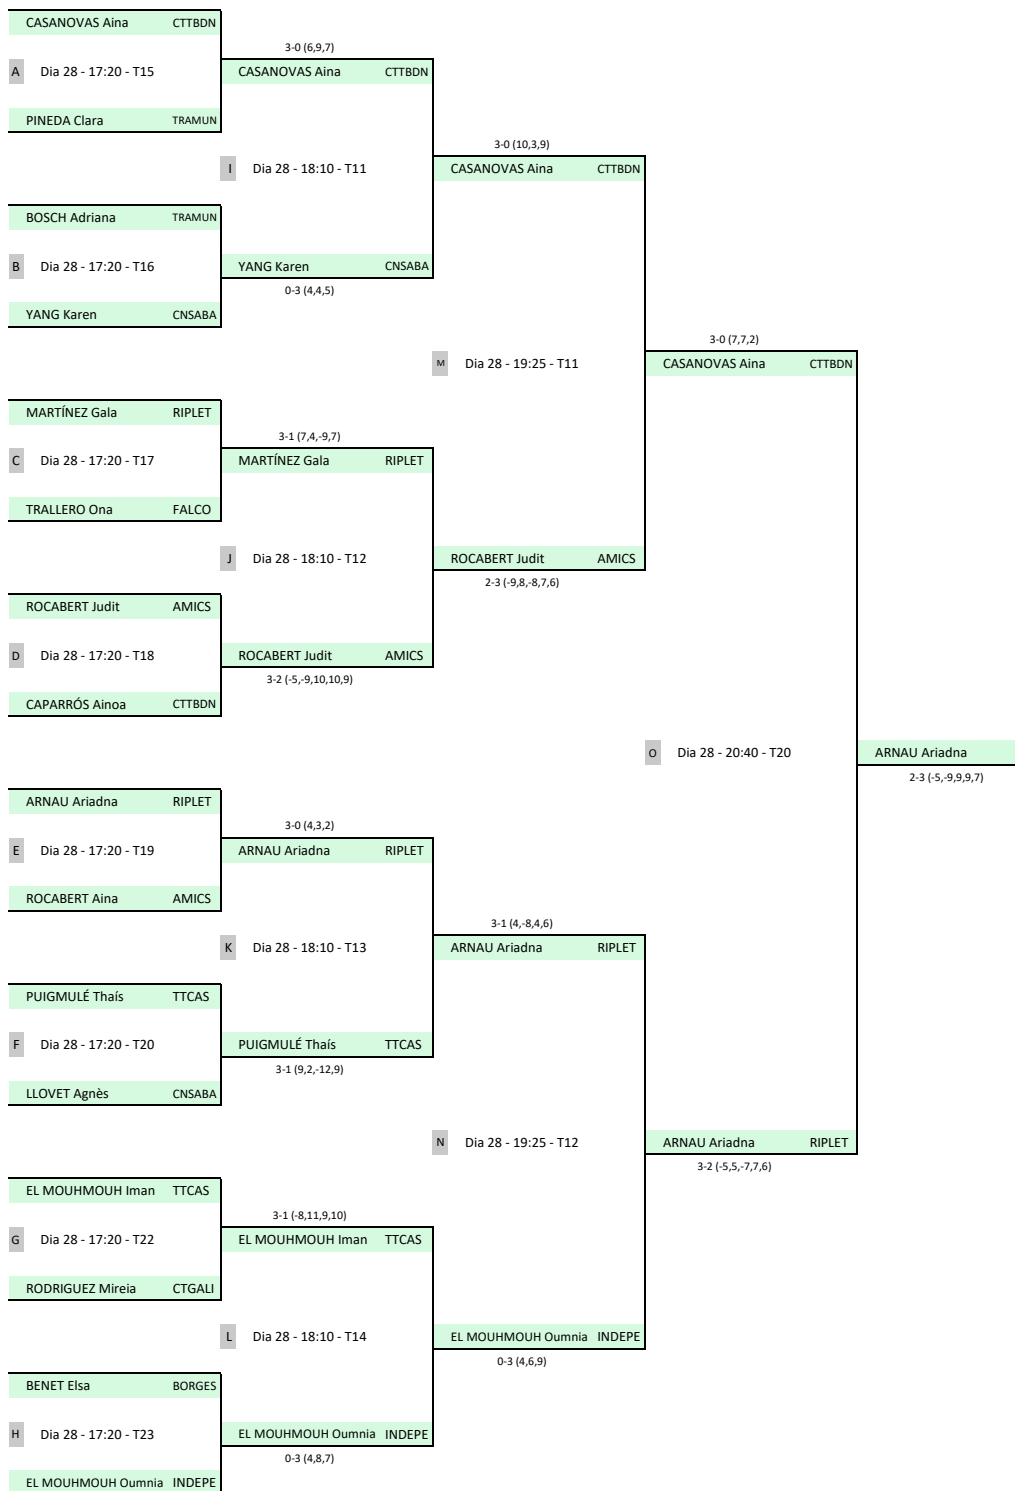 CASANOVAS Aina CTTBDN
3-0 (6,9,7)
A Dia 28 - 17:20 - T15 CASANOVAS Aina CTTBDN
PINEDA Clara TRAMUN
3-0 (10,3,9)
I Dia 28 - 18:10 - T11 CASANOVAS Aina CTTBDN
BOSCH Adriana TRAMUN
B Dia 28 - 17:20 - T16 YANG Karen CNSABA
0-3 (4,4,5)
YANG Karen CNSABA
3-0 (7,7,2)
M Dia 28 - 19:25 - T11 CASANOVAS Aina CTTBDN
MARTÍNEZ Gala RIPLET
3-1 (7,4,-9,7)
C Dia 28 - 17:20 - T17 MARTÍNEZ Gala RIPLET
TRALLERO Ona FALCO
J Dia 28 - 18:10 - T12 ROCABERT Judit AMICS
2-3 (-9,8,-8,7,6)
ROCABERT Judit AMICS
D Dia 28 - 17:20 - T18 ROCABERT Judit AMICS
3-2 (-5,-9,10,10,9)
CAPARRÓS Ainoa CTTBDN
O Dia 28 - 20:40 - T20 ARNAU Ariadna
2-3 (-5,-9,9,9,7)
ARNAU Ariadna RIPLET
3-0 (4,3,2)
E Dia 28 - 17:20 - T19 ARNAU Ariadna RIPLET
ROCABERT Aina AMICS
3-1 (4,-8,4,6)
K Dia 28 - 18:10 - T13 ARNAU Ariadna RIPLET
PUIGMULÉ Thaís TTCAS
F Dia 28 - 17:20 - T20 PUIGMULÉ Thaís TTCAS
3-1 (9,2,-12,9)
LLOVET Agnès CNSABA
N Dia 28 - 19:25 - T12 ARNAU Ariadna RIPLET
3-2 (-5,5,-7,7,6)
EL MOUHMOUH Iman TTCAS
3-1 (-8,11,9,10)
G Dia 28 - 17:20 - T22 EL MOUHMOUH Iman TTCAS
RODRIGUEZ Mireia CTGALI
L Dia 28 - 18:10 - T14 EL MOUHMOUH Oumnia INDEPE
0-3 (4,6,9)
BENET Elsa BORGES
H Dia 28 - 17:20 - T23 EL MOUHMOUH Oumnia INDEPE
0-3 (4,8,7)
EL MOUHMOUH Oumnia INDEPE